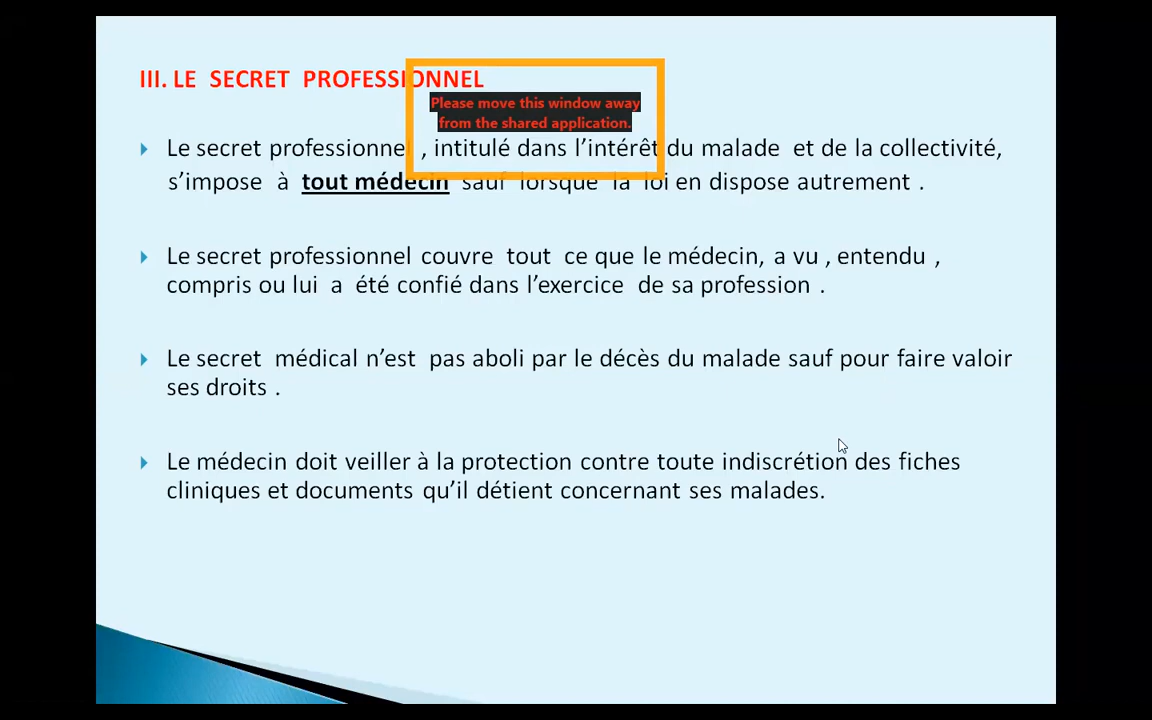 III. LE SECRET PROFESSIONNEL
Please move this window away
from the shared application.
Le secret professionnel , intitulé dans l’intérêt du malade et de la collectivité,
s’impose à tout médecin sauf lorsque la loi en dispose autrement .
Le secret professionnel couvre tout ce que le médecin, a vu , entendu ,
compris ou lui a été confié dans l’exercice de sa profession .
Le secret médical n’est pas aboli par le décès du malade sauf pour faire valoir
ses droits .
Le médecin doit veiller à la protection contre toute indiscrétion des fiches
cliniques et documents qu’il détient concernant ses malades.